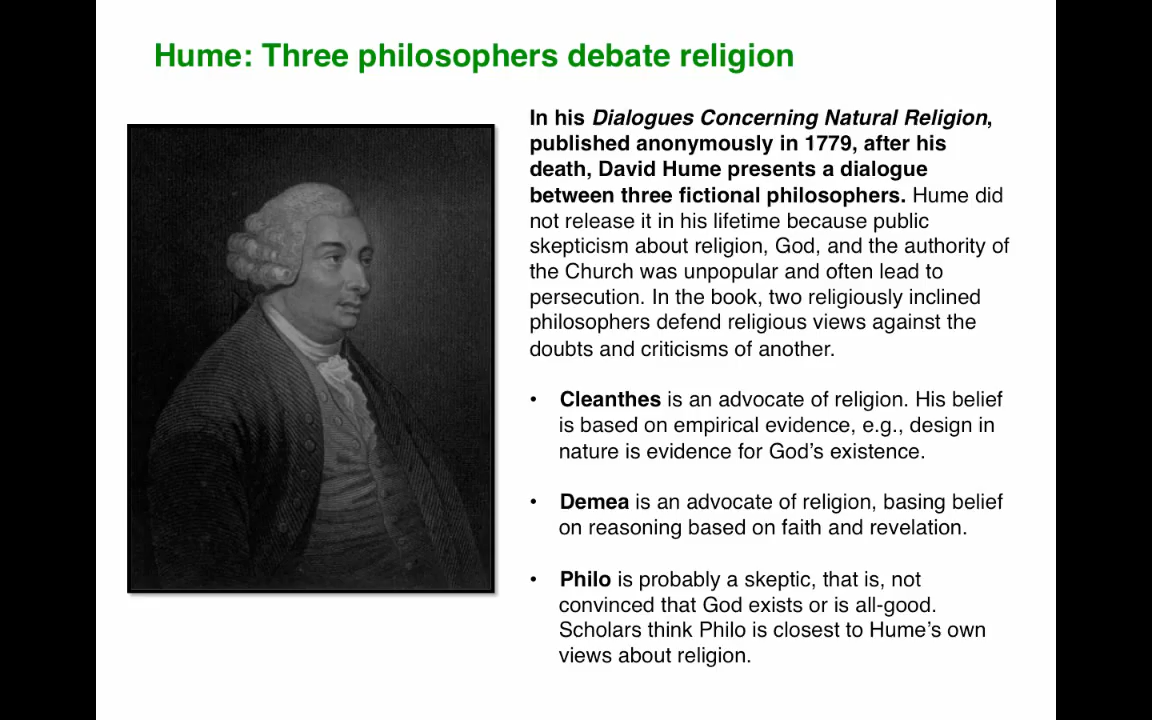 Hume: Three philosophers debate religion
In his Dialogues Concerning Natural Religion,
published anonymously in 1779, after his
death, David Hume presents a dialogue
between three fictional philosophers. Hume did
not release it in his lifetime because public
skepticism about religion, God, and the authority of
the Church was unpopular and often lead to
persecution. In the book, two religiously inclined
philosophers defend religious views against the
doubts and criticisms of another.
• Cleanthes is an advocate of religion. His belief
is based on empirical evidence, e.g., design in
nature is evidence for God’s existence.
• Demea is an advocate of religion, basing belief
on reasoning based on faith and revelation.
• Philo is probably a skeptic, that is, not
convinced that God exists or is all-good.
Scholars think Philo is closest to Hume’s own
views about religion.